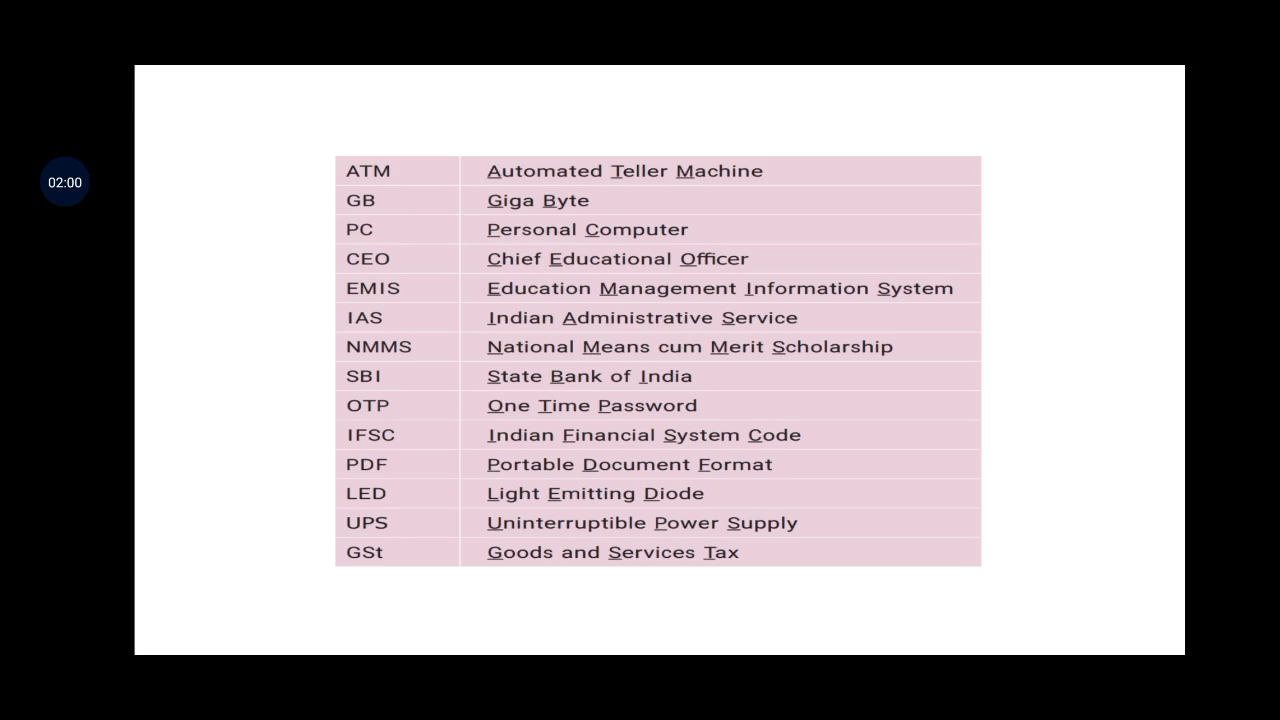 02:00
ATM Automated Teller Machine
GB Giga Byte
PC Personal Computer
CEO Chief Educational Officer
EMIS Education Management Information System
IAS Indian Administrative Service
NMMS National Means cum Merit Scholarship
SBI State Bank of India
OTP One Time Password
IFSC Indian Financial System Code
PDF Portable Document Format
LED Light Emitting Diode
UPS Uninterruptible Power Supply
GSt Goods and Services Tax